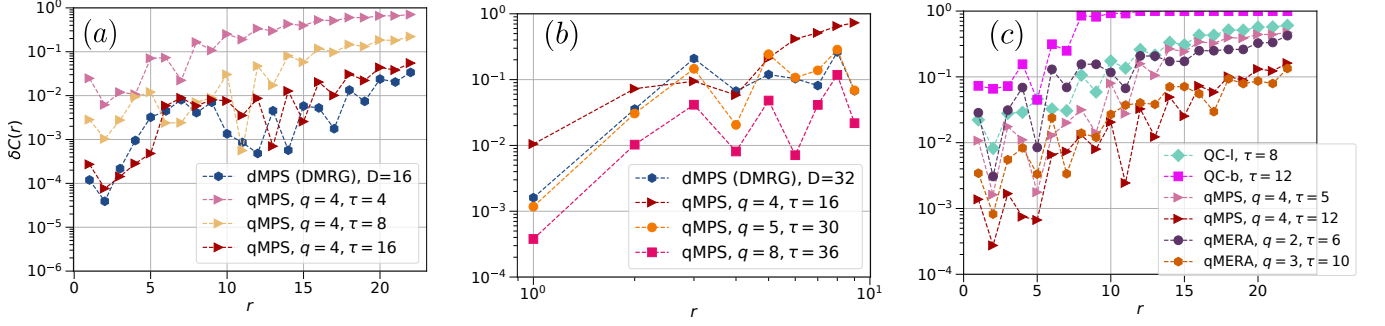 (a)
δC(r)
10^0
10^−1
10^−2
10^−3
10^−4
10^−5
10^−6
0 5 10 15 20
r
dMPS (DMRG), D=16
qMPS, q = 4, τ = 4
qMPS, q = 4, τ = 8
qMPS, q = 4, τ = 16
(b)
10^0
10^−1
10^−2
10^−3
10^−4
10^0 10^1
r
dMPS (DMRG), D=32
qMPS, q = 4, τ = 16
qMPS, q = 5, τ = 30
qMPS, q = 8, τ = 36
(c)
10^0
10^−1
10^−2
10^−3
10^−4
0 5 10 15 20
r
QC-l, τ = 8
QC-b, τ = 12
qMPS, q = 4, τ = 5
qMPS, q = 4, τ = 12
qMERA, q = 2, τ = 6
qMERA, q = 3, τ = 10